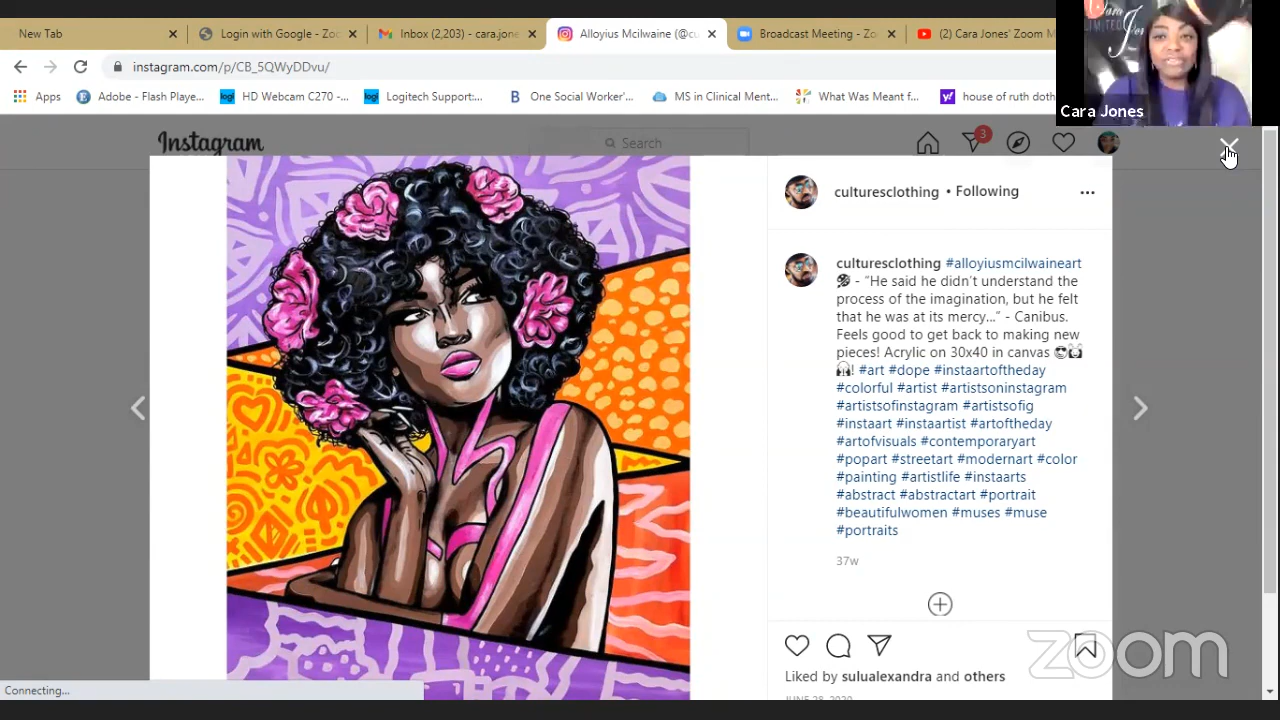 New Tab
Login with Google - Zo
Inbox (2,203) - cara.jone
Alloyius Mcilwaine (@cu
Broadcast Meeting - Zo
(2) Cara Jones' Zoom M
instagram.com/p/CB_5QWyDDvu/
Apps
Adobe - Flash Playe...
HD Webcam C270 -...
Logitech Support:...
One Social Worker'...
MS in Clinical Ment...
What Was Meant f...
house of ruth doth
Cara Jones
Instagram
Search
3
culturesclothing • Following
culturesclothing #alloyiusmcilwaineart
- "He said he didn't understand the
process of the imagination, but he felt
that he was at its mercy..." - Canibus.
Feels good to get back to making new
pieces! Acrylic on 30x40 in canvas
! #art #dope #instaartoftheday
#colorful #artist #artistsoninstagram
#artistsofinstagram #artistsofig
#instaart #instaartist #artoftheday
#artofvisuals #contemporaryart
#popart #streetart #modernart #color
#painting #artistlife #instaarts
#abstract #abstractart #portrait
#beautifulwomen #muses #muse
#portraits
37w
zoom
Liked by sulualexandra and others
JUNE 28, 2020
Connecting...